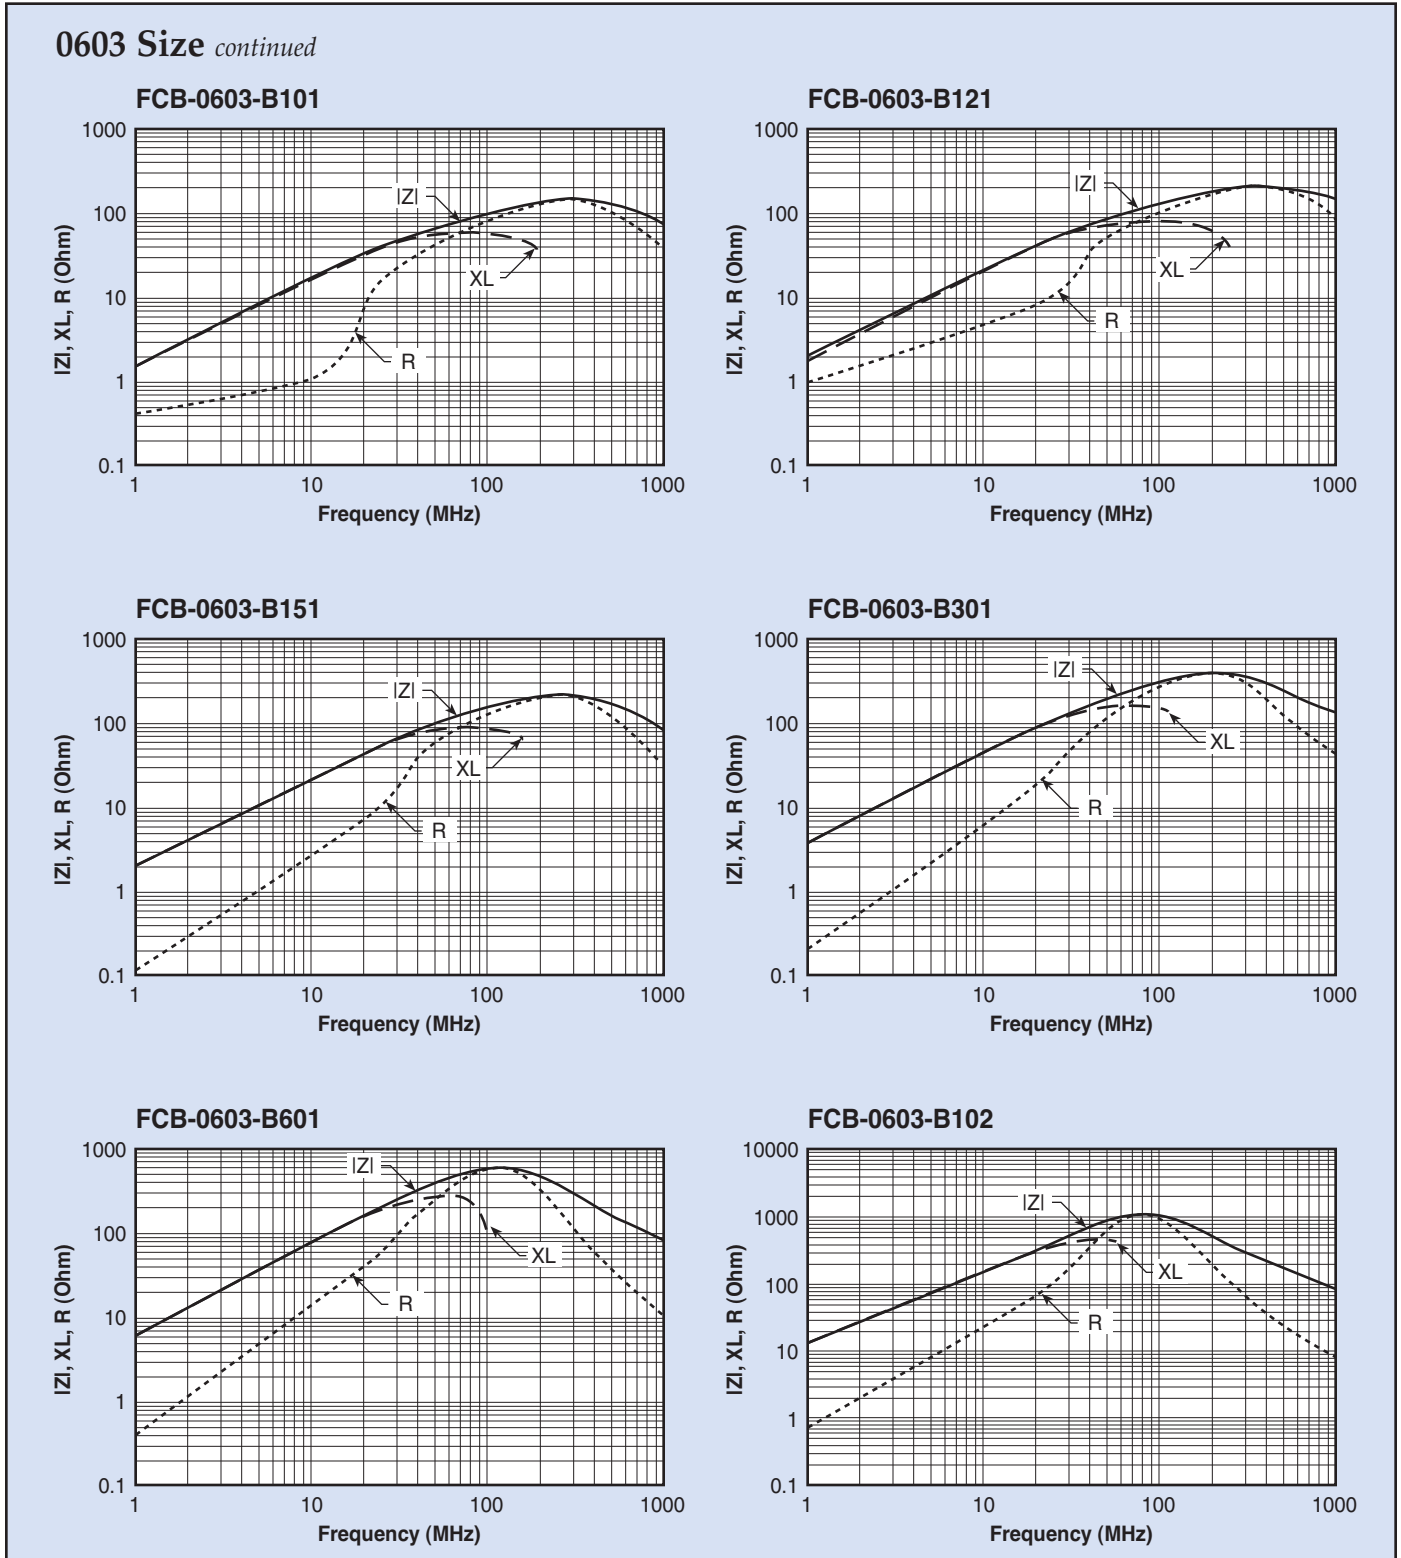 0603 Size continued
FCB-0603-B101
1000
100
10
1
0.1
|Z|, XL, R (Ohm)
|Z|
XL
R
1 10 100 1000
Frequency (MHz)
FCB-0603-B121
1000
100
10
1
0.1
|Z|, XL, R (Ohm)
|Z|
XL
R
1 10 100 1000
Frequency (MHz)
FCB-0603-B151
1000
100
10
1
0.1
|Z|, XL, R (Ohm)
|Z|
XL
R
1 10 100 1000
Frequency (MHz)
FCB-0603-B301
1000
100
10
1
0.1
|Z|, XL, R (Ohm)
|Z|
XL
R
1 10 100 1000
Frequency (MHz)
FCB-0603-B601
1000
100
10
1
0.1
|Z|, XL, R (Ohm)
|Z|
XL
R
1 10 100 1000
Frequency (MHz)
FCB-0603-B102
10000
1000
100
10
1
0.1
|Z|, XL, R (Ohm)
|Z|
XL
R
1 10 100 1000
Frequency (MHz)